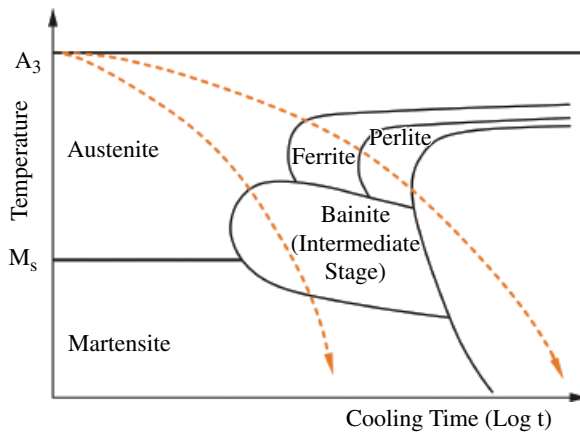 A3
Temperature
Austenite
Ferrite
Perlite
Bainite
(Intermediate
Stage)
Ms
Martensite
Cooling Time (Log t)